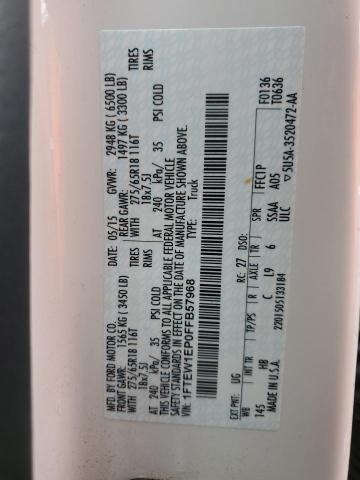 MFD. BY FORD MOTOR CO.
DATE: 05/15 GVWR: 2948 KG (6500 LB)
FRONT GAWR: 1565 KG (3450 LB) REAR GAWR: 1497 KG (3300 LB)
WITH 275/65R18 116T TIRES WITH 275/65R18 116T TIRES
18x7.5J RIMS 18x7.5J RIMS
AT 240 kPa/ 35 PSI COLD AT 240 kPa/ 35 PSI COLD
THIS VEHICLE CONFORMS TO ALL APPLICABLE FEDERAL MOTOR VEHICLE
SAFETY STANDARDS IN EFFECT ON THE DATE OF MANUFACTURE SHOWN ABOVE.
VIN: 1FTEW1EP0FFB57968 TYPE: Truck
F0136
T0636
EXT PNT: UG RC: 27 DSO: FFC1P
WB INT TR TP/PS R AXLE TR SPR
145 HB C L9 6 SSAA A05
ULC
2201505133184
U.S.A. 5U5A-3520472-AA